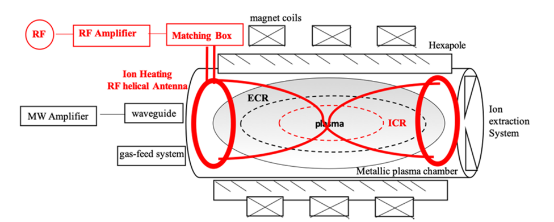 magnet coils
RF
RF Amplifier
Matching Box
Hexapole
Ion Heating
RF helical Antenna
ECR
MW Amplifier
waveguide
plasma
ICR
Ion
extraction
System
gas-feed system
Metallic plasma chamber